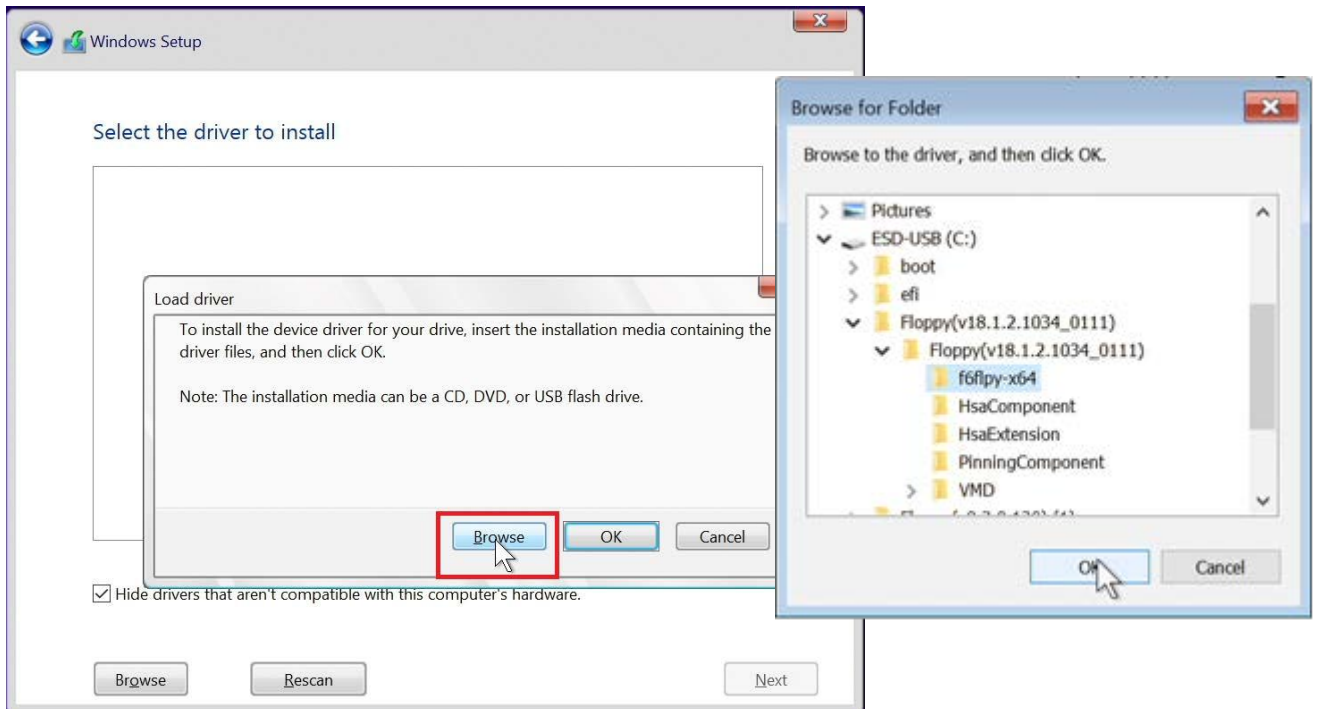 Windows Setup
Select the driver to install
Load driver
To install the device driver for your drive, insert the installation media containing the
driver files, and then click OK.
Note: The installation media can be a CD, DVD, or USB flash drive.
Browse
OK
Cancel
Hide drivers that aren't compatible with this computer's hardware.
Browse
Rescan
Next
Browse for Folder
Browse to the driver, and then click OK.
Pictures
ESD-USB (C:)
boot
efi
Floppy(v18.1.2.1034_0111)
Floppy(v18.1.2.1034_0111)
f6flpy-x64
HsaComponent
HsaExtension
PinningComponent
VMD
OK
Cancel